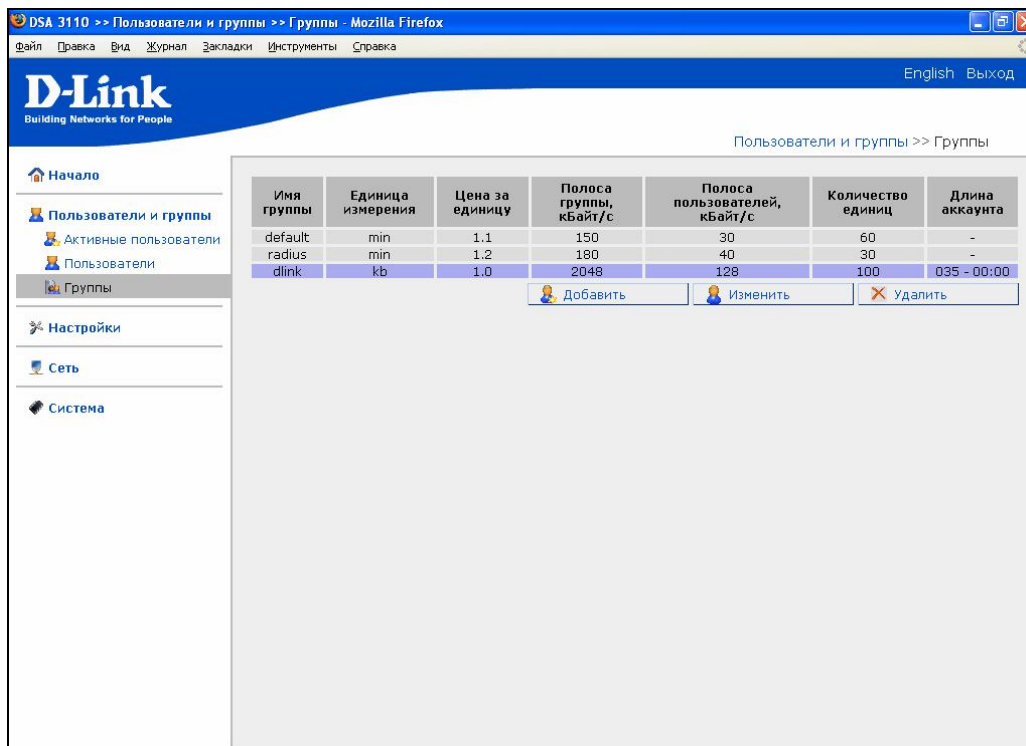 DSA 3110 >> Пользователи и группы >> Группы - Mozilla Firefox
Файл Правка Вид Журнал Закладки Инструменты Справка
English Выход
D-Link
Building Networks for People
Пользователи и группы >> Группы
Начало
Пользователи и группы
Активные пользователи
Пользователи
Группы
Настройки
Сеть
Система
Имя группы Единица измерения Цена за единицу Полоса группы, кБайт/с Полоса пользователей, кБайт/с Количество единиц Длина аккаунта
default min 1.1 150 30 60 -
radius min 1.2 180 40 30 -
dlink kb 1.0 2048 128 100 035 - 00:00
Добавить Изменить Удалить